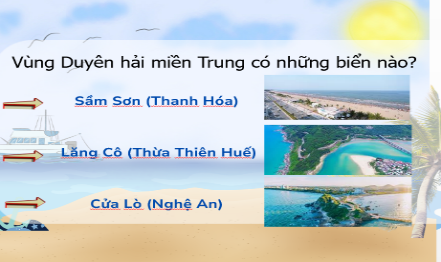 Vùng Duyên hải miền Trung có những biển nào?
Sầm Sơn (Thanh Hóa)
Lăng Cô (Thừa Thiên Huế)
Cửa Lò (Nghệ An)